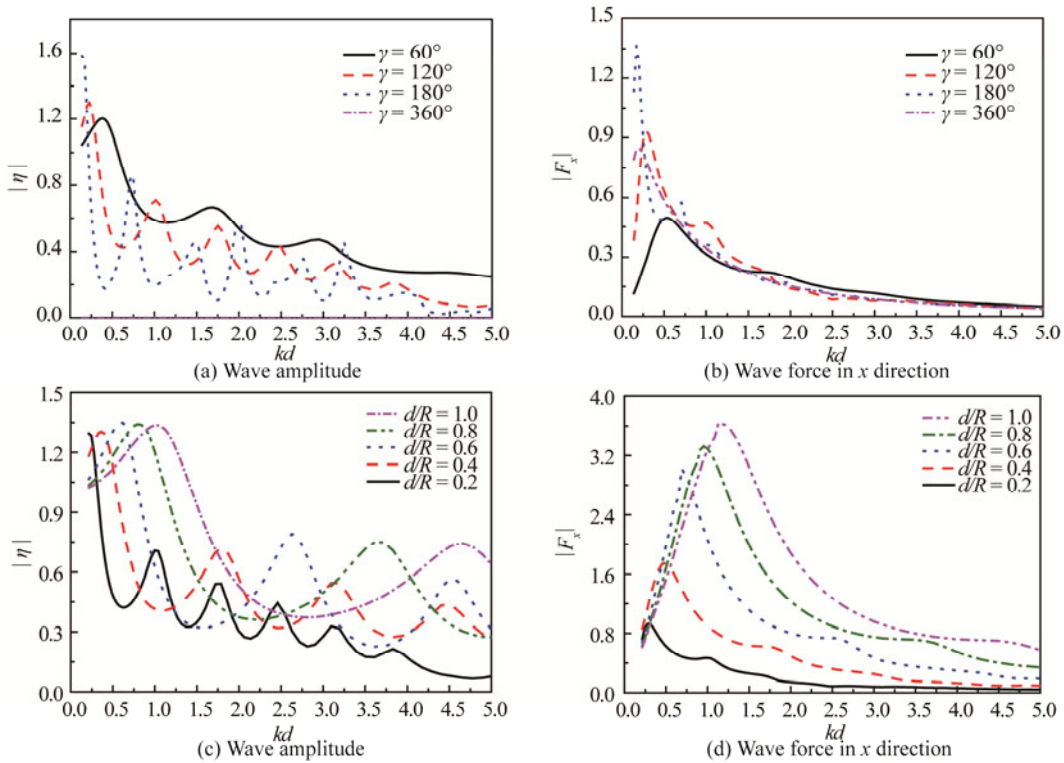 1.6
1.2
0.8
0.4
0.0
|η|
γ = 60°
γ = 120°
γ = 180°
γ = 360°
0.0 0.5 1.0 1.5 2.0 2.5 3.0 3.5 4.0 4.5 5.0
kd
(a) Wave amplitude
1.5
1.2
0.9
0.6
0.3
0.0
|Fx|
γ = 60°
γ = 120°
γ = 180°
γ = 360°
0.0 0.5 1.0 1.5 2.0 2.5 3.0 3.5 4.0 4.5 5.0
kd
(b) Wave force in x direction
1.5
1.2
0.9
0.6
0.3
0.0
|η|
d/R = 1.0
d/R = 0.8
d/R = 0.6
d/R = 0.4
d/R = 0.2
0.0 0.5 1.0 1.5 2.0 2.5 3.0 3.5 4.0 4.5 5.0
kd
(c) Wave amplitude
4.0
3.2
2.4
1.6
0.8
0.0
|Fx|
d/R = 1.0
d/R = 0.8
d/R = 0.6
d/R = 0.4
d/R = 0.2
0.0 0.5 1.0 1.5 2.0 2.5 3.0 3.5 4.0 4.5 5.0
kd
(d) Wave force in x direction